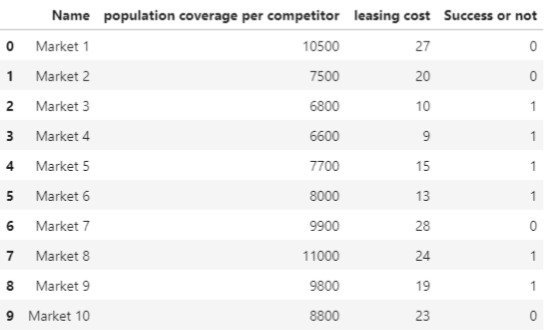 Name population coverage per competitor leasing cost Success or not
0 Market 1 10500 27 0
1 Market 2 7500 20 0
2 Market 3 6800 10 1
3 Market 4 6600 9 1
4 Market 5 7700 15 1
5 Market 6 8000 13 1
6 Market 7 9900 28 0
7 Market 8 11000 24 1
8 Market 9 9800 19 1
9 Market 10 8800 23 0